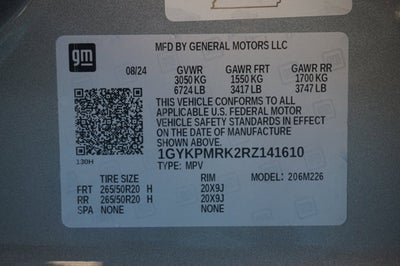 gm
MFD BY GENERAL MOTORS LLC
08/24 GVWR GAWR FRT GAWR RR
3050 KG 1550 KG 1700 KG
6724 LB 3417 LB 3747 LB
THIS VEHICLE CONFORMS TO ALL
APPLICABLE U.S. FEDERAL MOTOR
VEHICLE SAFETY STANDARDS IN EFFECT
ON THE DATE OF MANUFACTURE
SHOWN ABOVE.
130H
1GYKPMRK2RZ141610
TYPE: MPV
TIRE SIZE RIM MODEL: 206M226
FRT 265/50R20 H 20X9J
RR 265/50R20 H 20X9J
SPA NONE NONE